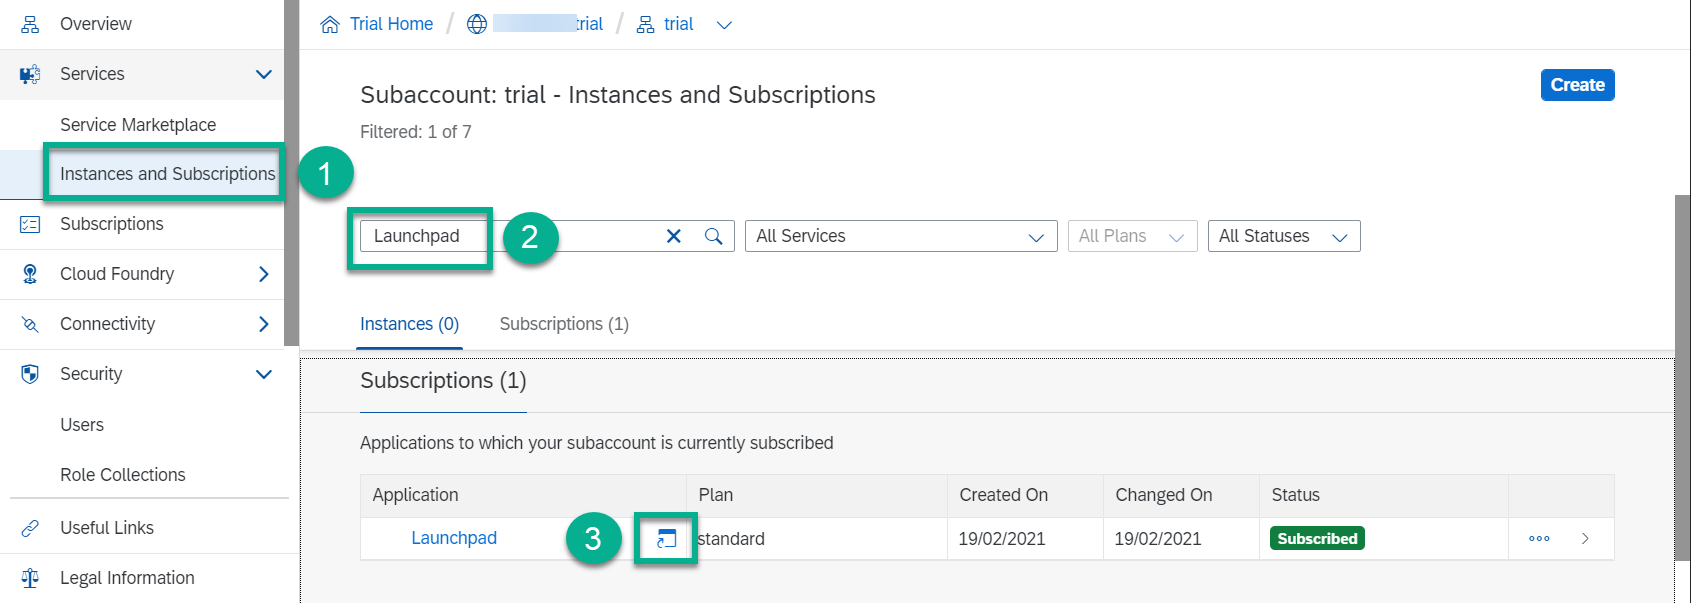 Overview
Services
Service Marketplace
Instances and Subscriptions
Subscriptions
Cloud Foundry
Connectivity
Security
Users
Role Collections
Useful Links
Legal Information
1
Trial Home / trial / trial
Subaccount: trial - Instances and Subscriptions
Create
Filtered: 1 of 7
Launchpad 2 All Services All Plans All Statuses
Instances (0) Subscriptions (1)
Subscriptions (1)
Applications to which your subaccount is currently subscribed
Application Plan Created On Changed On Status
Launchpad 3 standard 19/02/2021 19/02/2021 Subscribed